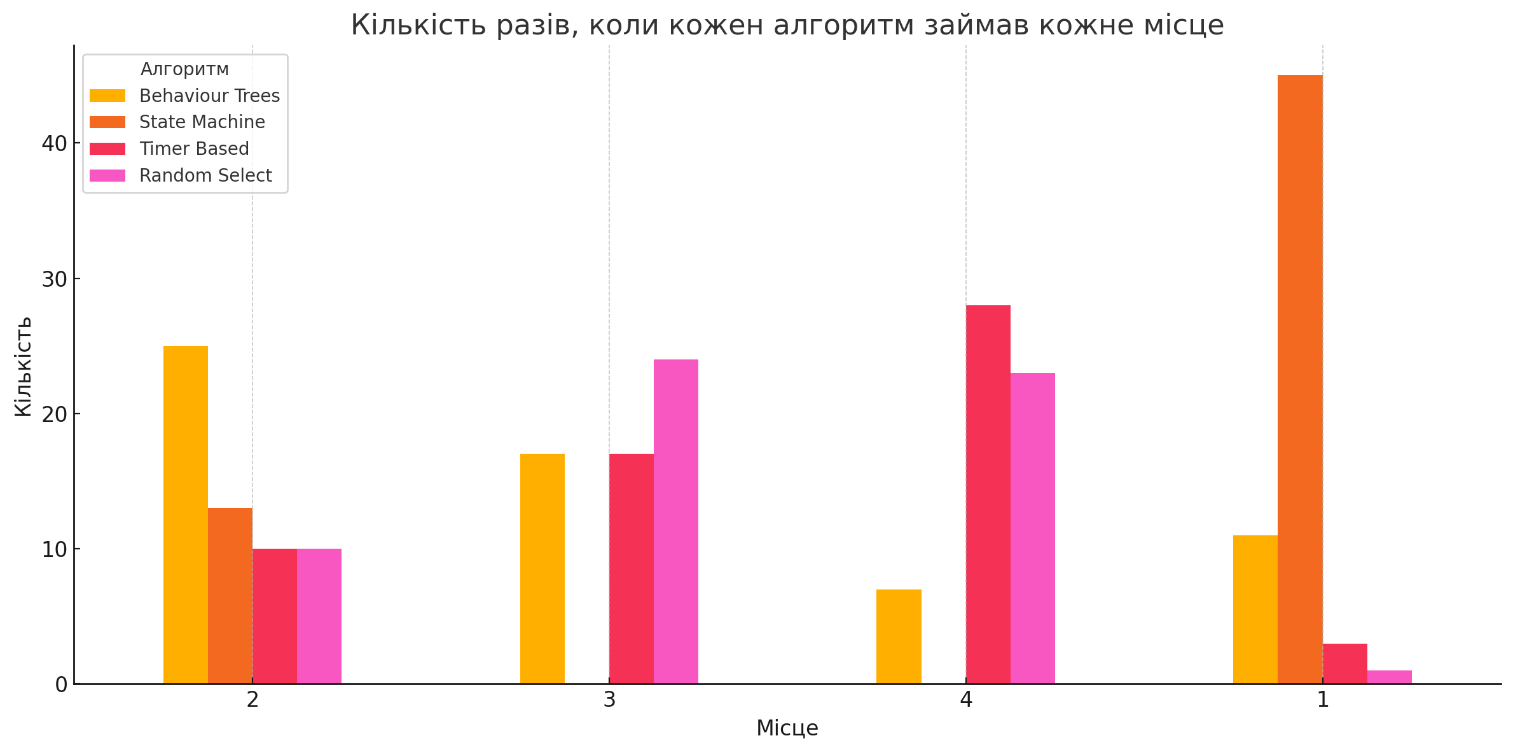 Кількість разів, коли кожен алгоритм займав кожне місце
Алгоритм
Behaviour Trees
State Machine
Timer Based
Random Select
Кількість
40
30
20
10
0
2 3 4 1
Місце